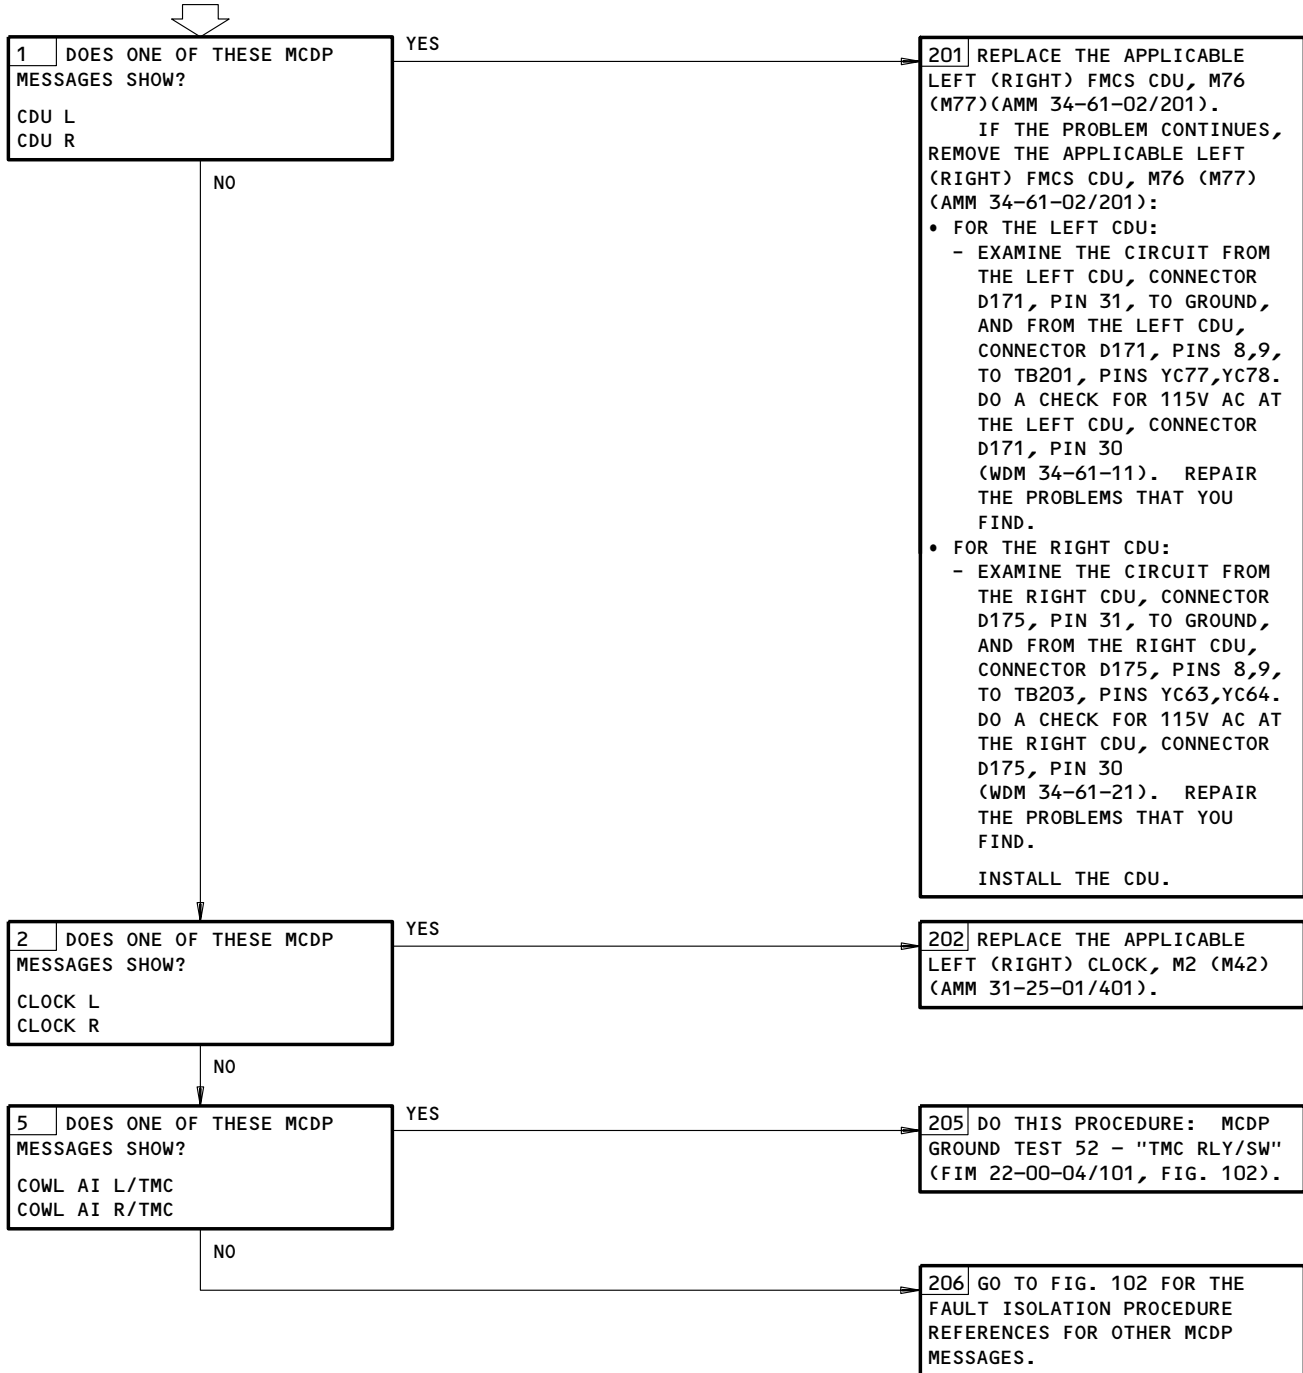 1 DOES ONE OF THESE MCDP
MESSAGES SHOW?
CDU L
CDU R
YES
NO
201 REPLACE THE APPLICABLE
LEFT (RIGHT) FMCS CDU, M76
(M77)(AMM 34-61-02/201).
IF THE PROBLEM CONTINUES,
REMOVE THE APPLICABLE LEFT
(RIGHT) FMCS CDU, M76 (M77)
(AMM 34-61-02/201):
• FOR THE LEFT CDU:
- EXAMINE THE CIRCUIT FROM
THE LEFT CDU, CONNECTOR
D171, PIN 31, TO GROUND,
AND FROM THE LEFT CDU,
CONNECTOR D171, PINS 8,9,
TO TB201, PINS YC77,YC78.
DO A CHECK FOR 115V AC AT
THE LEFT CDU, CONNECTOR
D171, PIN 30
(WDM 34-61-11). REPAIR
THE PROBLEMS THAT YOU
FIND.
• FOR THE RIGHT CDU:
- EXAMINE THE CIRCUIT FROM
THE RIGHT CDU, CONNECTOR
D175, PIN 31, TO GROUND,
AND FROM THE RIGHT CDU,
CONNECTOR D175, PINS 8,9,
TO TB203, PINS YC63,YC64.
DO A CHECK FOR 115V AC AT
THE RIGHT CDU, CONNECTOR
D175, PIN 30
(WDM 34-61-21). REPAIR
THE PROBLEMS THAT YOU
FIND.
INSTALL THE CDU.
2 DOES ONE OF THESE MCDP
MESSAGES SHOW?
CLOCK L
CLOCK R
YES
NO
202 REPLACE THE APPLICABLE
LEFT (RIGHT) CLOCK, M2 (M42)
(AMM 31-25-01/401).
5 DOES ONE OF THESE MCDP
MESSAGES SHOW?
COWL AI L/TMC
COWL AI R/TMC
YES
NO
205 DO THIS PROCEDURE: MCDP
GROUND TEST 52 - "TMC RLY/SW"
(FIM 22-00-04/101, FIG. 102).
206 GO TO FIG. 102 FOR THE
FAULT ISOLATION PROCEDURE
REFERENCES FOR OTHER MCDP
MESSAGES.